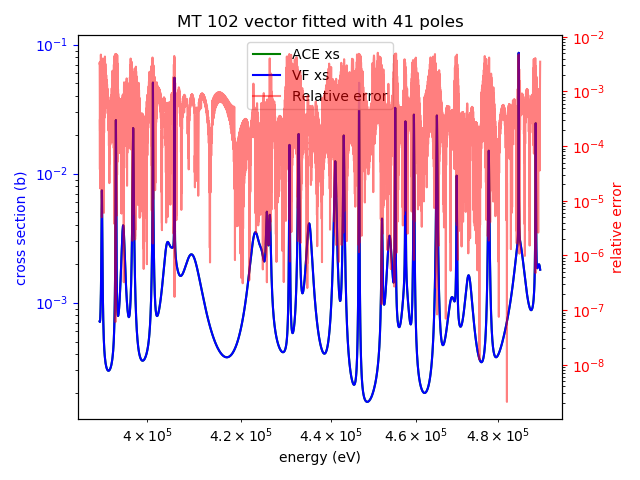 MT 102 vector fitted with 41 poles
ACE xs
VF xs
Relative error
10⁻¹
10⁻²
10⁻³
cross section (b)
10⁻²
10⁻³
10⁻⁴
10⁻⁵
10⁻⁶
10⁻⁷
10⁻⁸
relative error
4 × 10⁵ 4.2 × 10⁵ 4.4 × 10⁵ 4.6 × 10⁵ 4.8 × 10⁵
energy (eV)